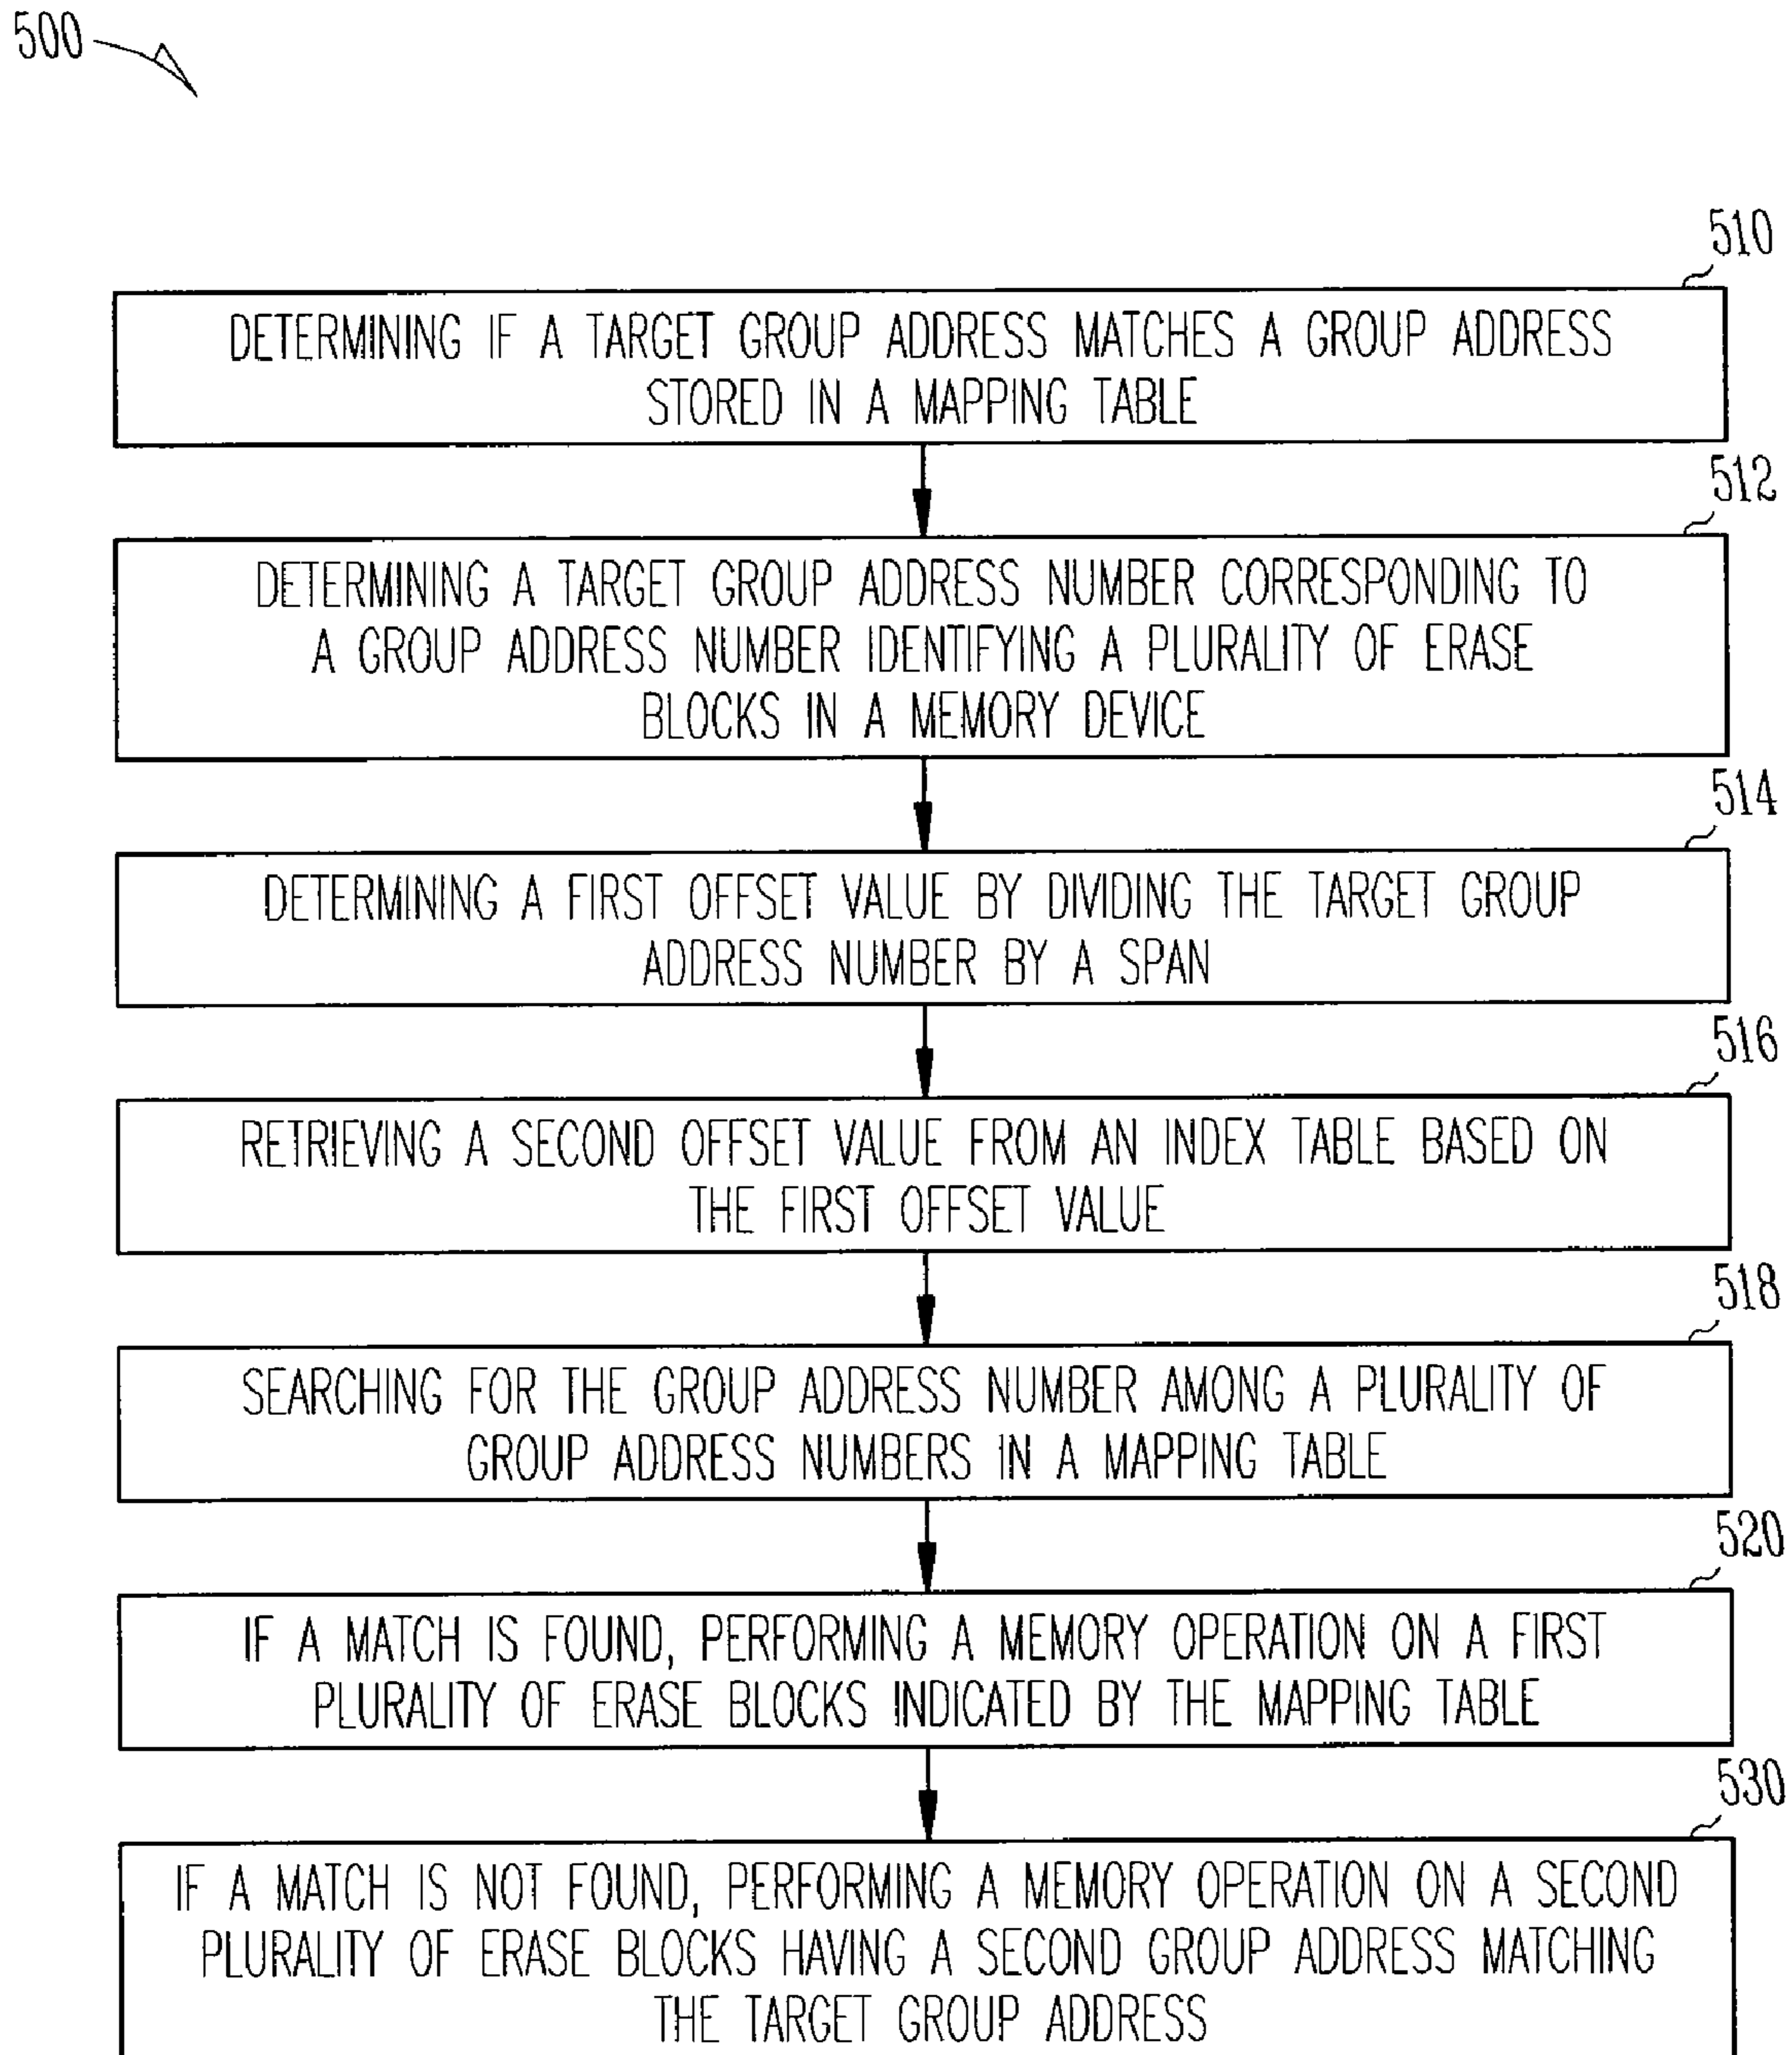 500
510
DETERMINING IF A TARGET GROUP ADDRESS MATCHES A GROUP ADDRESS
STORED IN A MAPPING TABLE
512
DETERMINING A TARGET GROUP ADDRESS NUMBER CORRESPONDING TO
A GROUP ADDRESS NUMBER IDENTIFYING A PLURALITY OF ERASE
BLOCKS IN A MEMORY DEVICE
514
DETERMINING A FIRST OFFSET VALUE BY DIVIDING THE TARGET GROUP
ADDRESS NUMBER BY A SPAN
516
RETRIEVING A SECOND OFFSET VALUE FROM AN INDEX TABLE BASED ON
THE FIRST OFFSET VALUE
518
SEARCHING FOR THE GROUP ADDRESS NUMBER AMONG A PLURALITY OF
GROUP ADDRESS NUMBERS IN A MAPPING TABLE
520
IF A MATCH IS FOUND, PERFORMING A MEMORY OPERATION ON A FIRST
PLURALITY OF ERASE BLOCKS INDICATED BY THE MAPPING TABLE
530
IF A MATCH IS NOT FOUND, PERFORMING A MEMORY OPERATION ON A SECOND
PLURALITY OF ERASE BLOCKS HAVING A SECOND GROUP ADDRESS MATCHING
THE TARGET GROUP ADDRESS